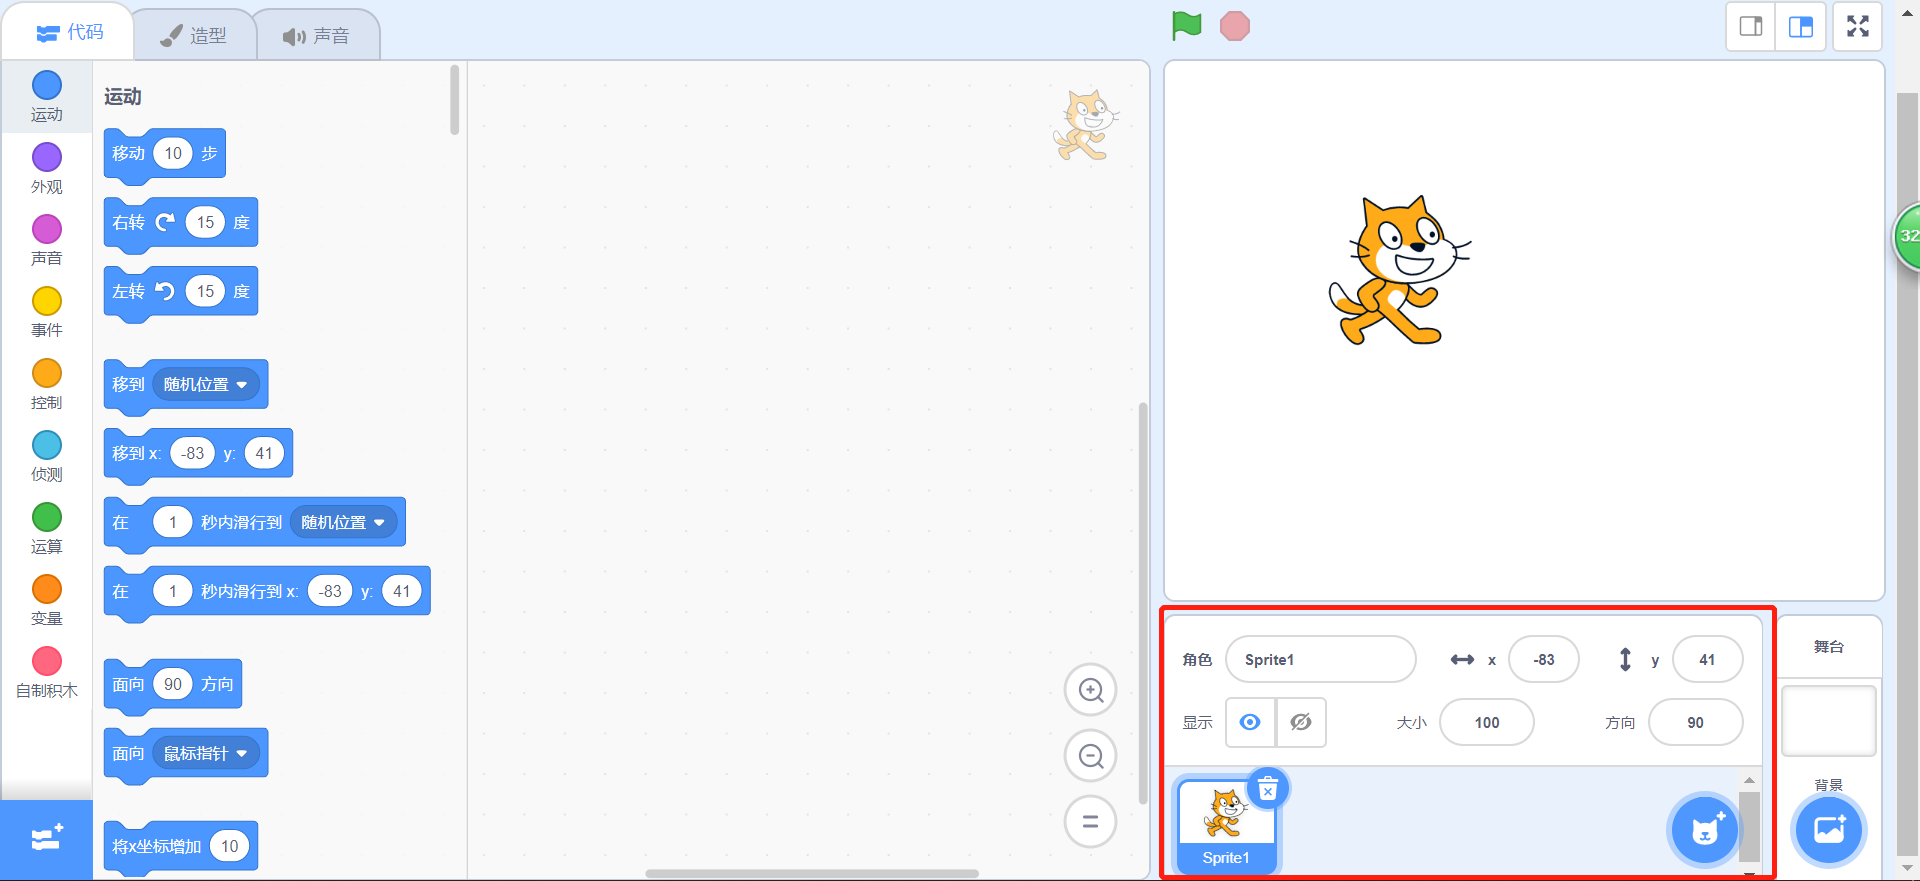 代码
造型
声音
运动
外观
声音
事件
控制
侦测
运算
变量
自制积木
运动
移动 10 步
右转 15 度
左转 15 度
移到 随机位置
移到 x: -83 y: 41
在 1 秒内滑行到 随机位置
在 1 秒内滑行到 x: -83 y: 41
面向 90 方向
面向 鼠标指针
将x坐标增加 10
32
角色 Sprite1 x -83 y 41
显示 大小 100 方向 90
Sprite1
舞台
背景